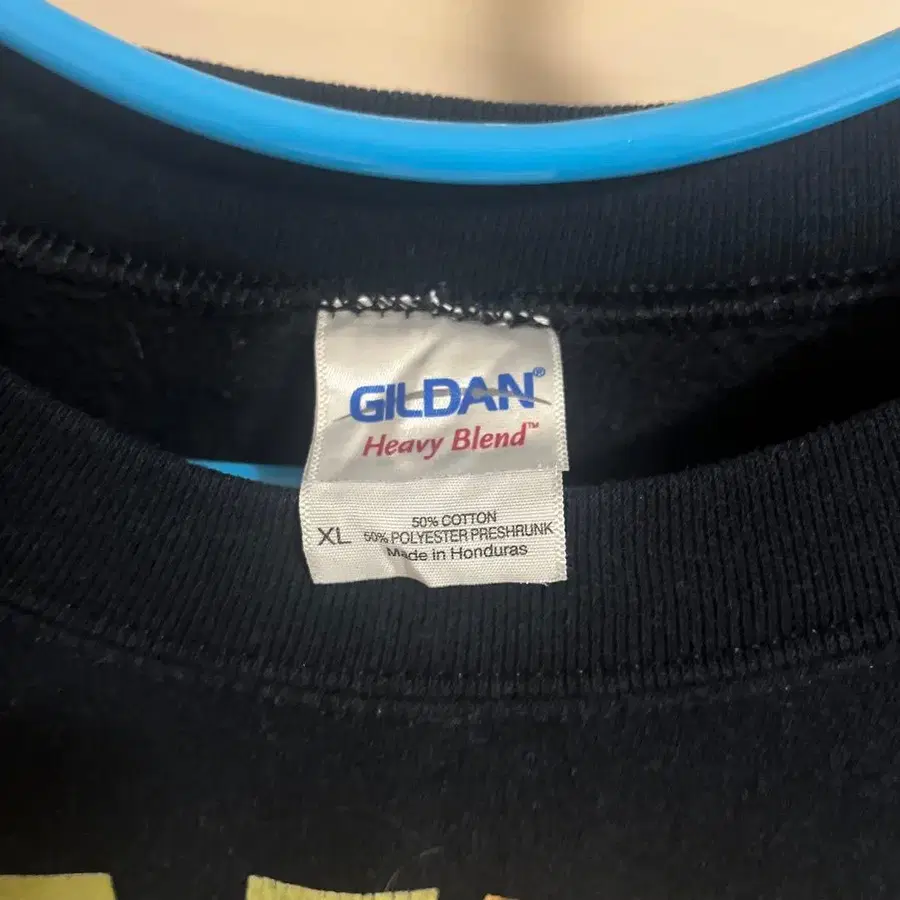 GILDAN®
Heavy Blend™
XL
50% COTTON
50% POLYESTER PRESHRUNK
Made in Honduras